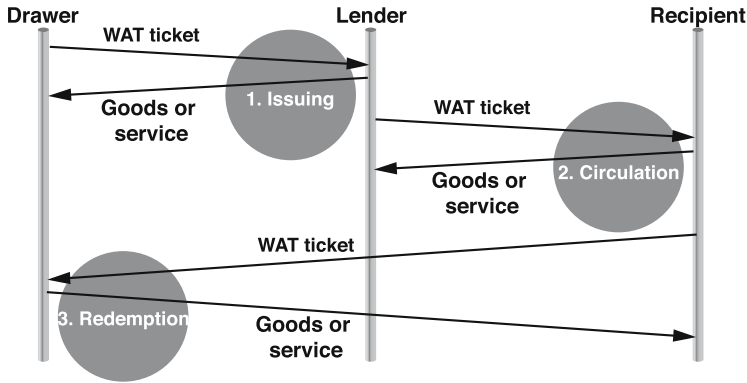 Drawer
Lender
Recipient
WAT ticket
1. Issuing
Goods or
service
WAT ticket
2. Circulation
Goods or
service
WAT ticket
3. Redemption
Goods or
service